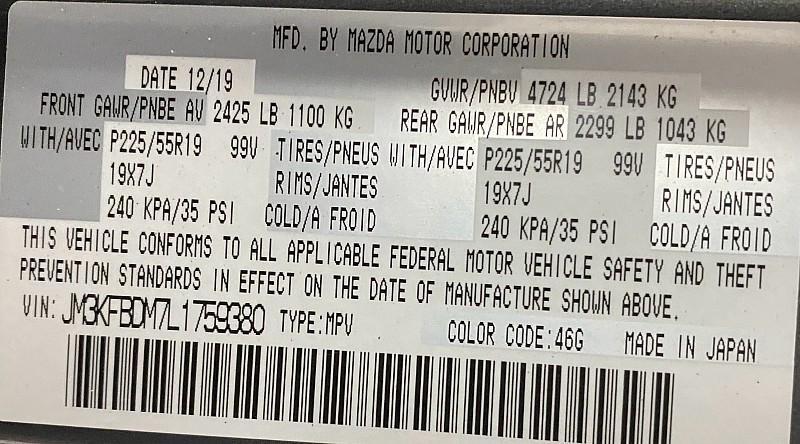 MFD. BY MAZDA MOTOR CORPORATION
DATE 12/19 GVWR/PNBV 4724 LB 2143 KG
FRONT GAWR/PNBE AV 2425 LB 1100 KG REAR GAWR/PNBE AR 2299 LB 1043 KG
WITH/AVEC P225/55R19 99V TIRES/PNEUS WITH/AVEC P225/55R19 99V TIRES/PNEUS
19X7J RIMS/JANTES 19X7J RIMS/JANTES
240 KPA/35 PSI COLD/A FROID 240 KPA/35 PSI COLD/A FROID
THIS VEHICLE CONFORMS TO ALL APPLICABLE FEDERAL MOTOR VEHICLE SAFETY AND THEFT
PREVENTION STANDARDS IN EFFECT ON THE DATE OF MANUFACTURE SHOWN ABOVE.
VIN: JM3KFBDM7L1759380 TYPE:MPV COLOR CODE:46G MADE IN JAPAN